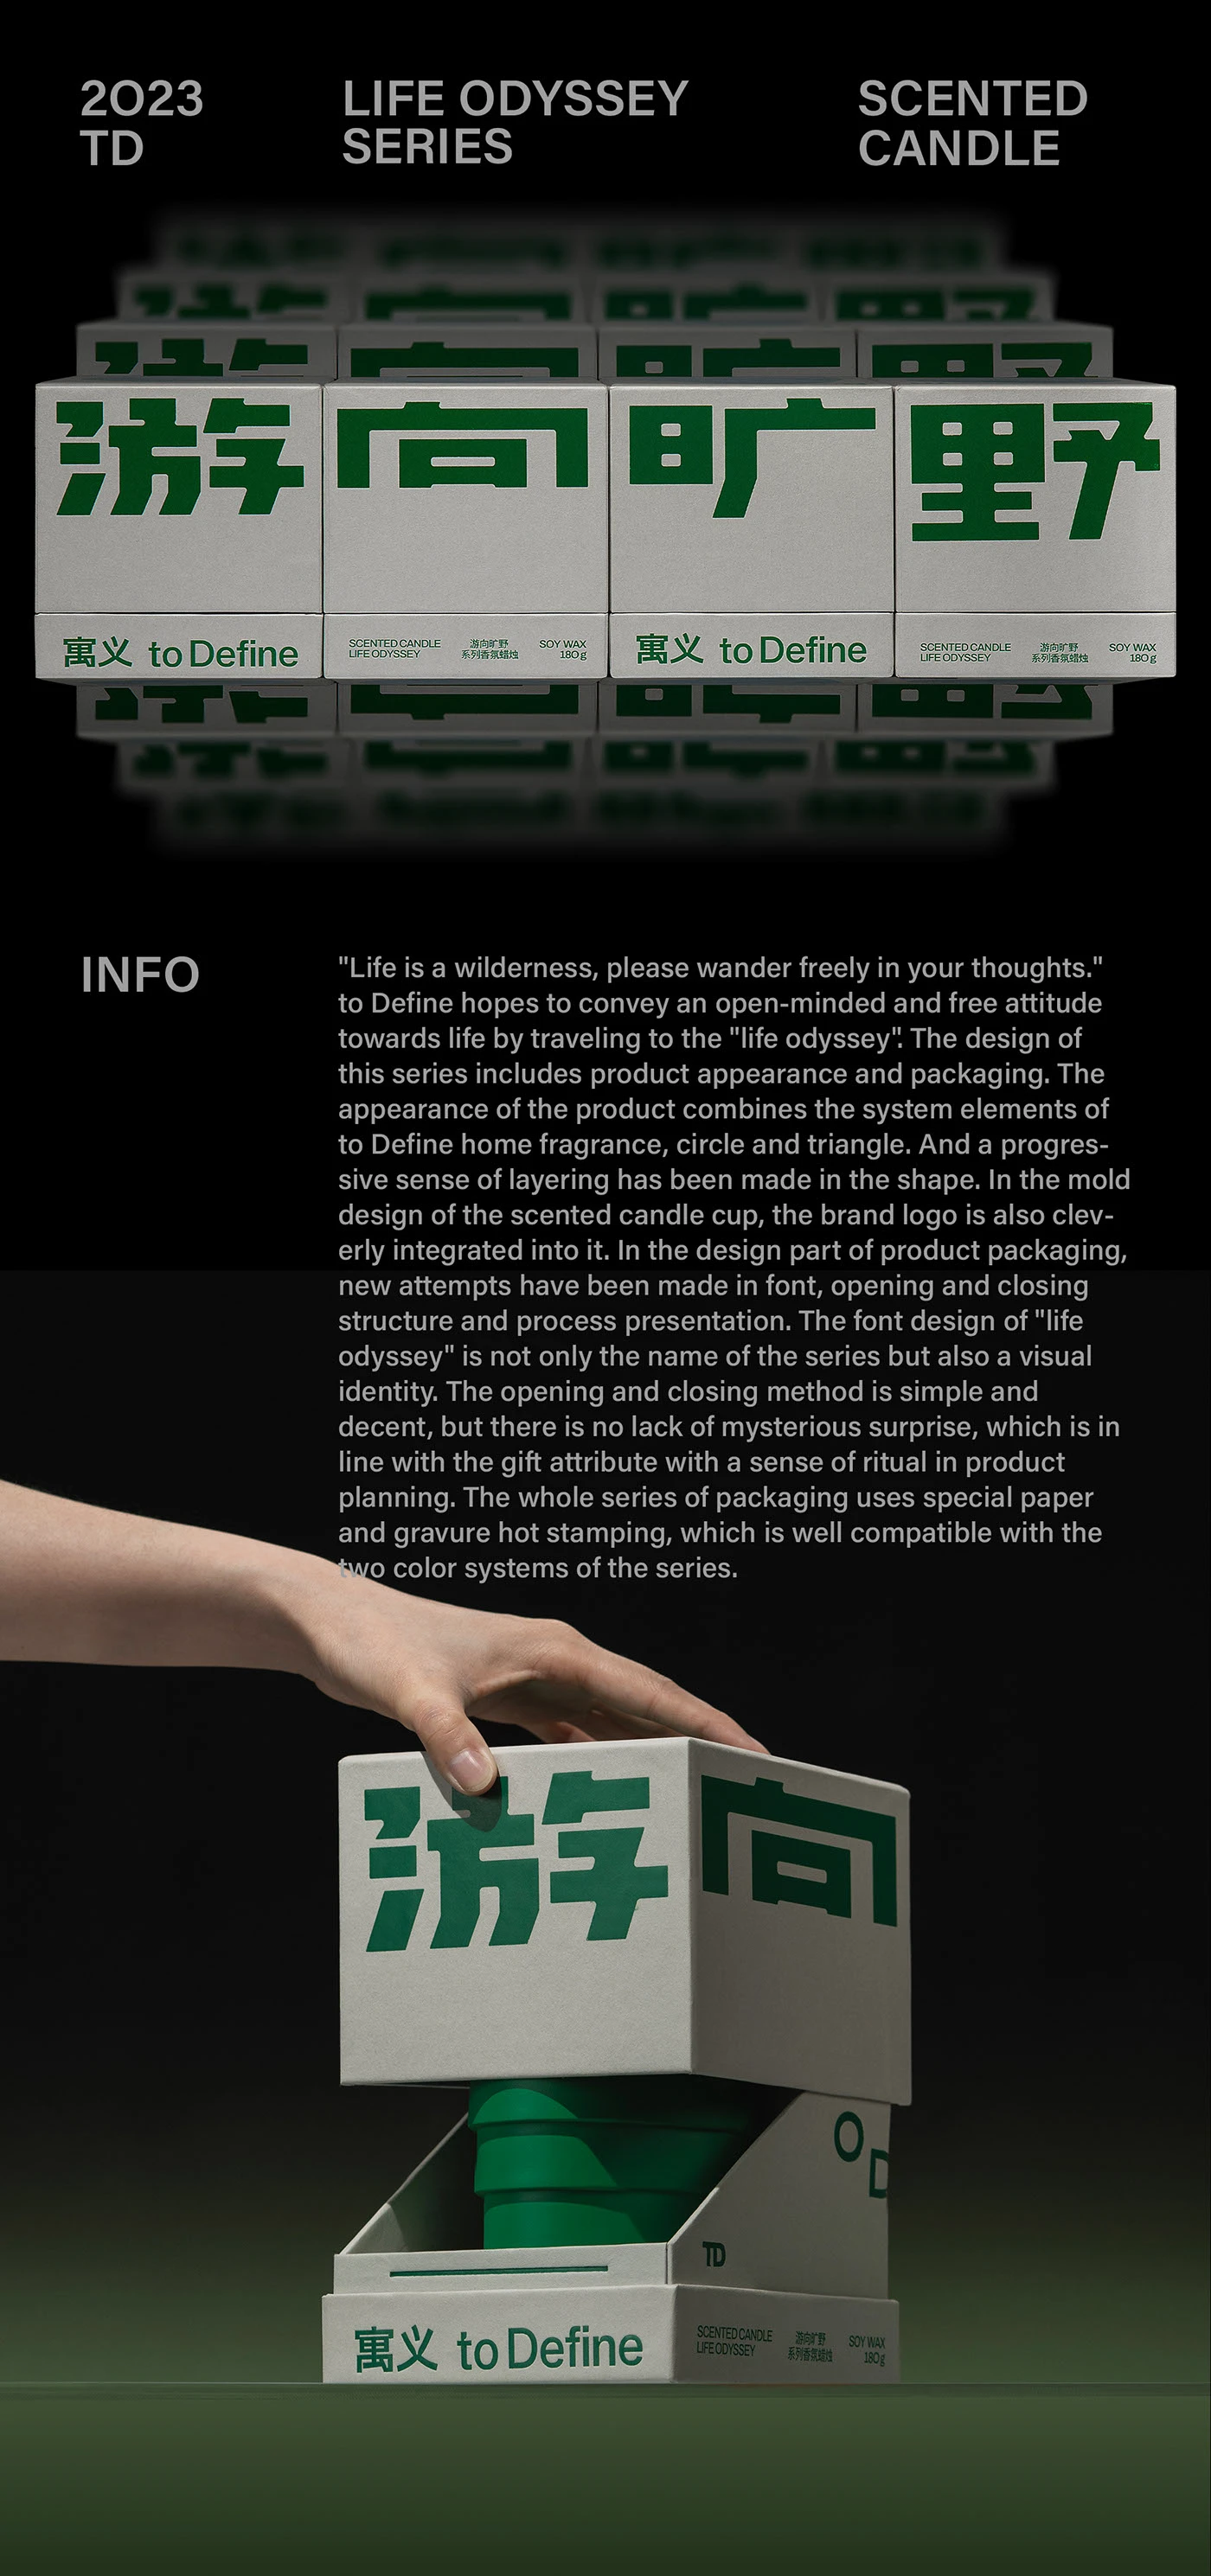 2023
TD
LIFE ODYSSEY
SERIES
SCENTED
CANDLE
游 向 旷 野
寓义 to Define
SCENTED CANDLE
LIFE ODYSSEY
游向旷野
系列香氛蜡烛
SOY WAX
180g
寓义 to Define
SCENTED CANDLE
LIFE ODYSSEY
游向旷野
系列香氛蜡烛
SOY WAX
180g
INFO
"Life is a wilderness, please wander freely in your thoughts."
to Define hopes to convey an open-minded and free attitude
towards life by traveling to the "life odyssey". The design of
this series includes product appearance and packaging. The
appearance of the product combines the system elements of
to Define home fragrance, circle and triangle. And a progres-
sive sense of layering has been made in the shape. In the mold
design of the scented candle cup, the brand logo is also clev-
erly integrated into it. In the design part of product packaging,
new attempts have been made in font, opening and closing
structure and process presentation. The font design of "life
odyssey" is not only the name of the series but also a visual
identity. The opening and closing method is simple and
decent, but there is no lack of mysterious surprise, which is in
line with the gift attribute with a sense of ritual in product
planning. The whole series of packaging uses special paper
and gravure hot stamping, which is well compatible with the
two color systems of the series.
游 向
O
D
TD
寓义 to Define
SCENTED CANDLE
LIFE ODYSSEY
游向旷野
系列香氛蜡烛
SOY WAX
180g